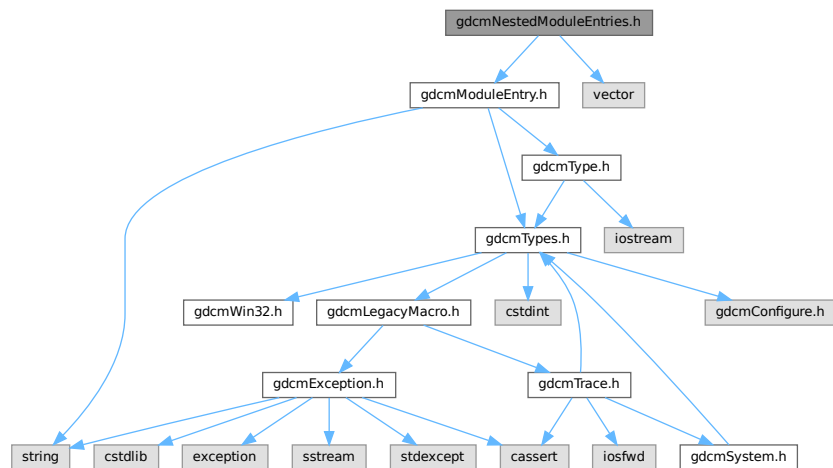 gdcmNestedModuleEntries.h
gdcmModuleEntry.h
vector
gdcmType.h
gdcmTypes.h
iostream
gdcmWin32.h
gdcmLegacyMacro.h
cstdint
gdcmConfigure.h
gdcmException.h
gdcmTrace.h
string
cstdlib
exception
sstream
stdexcept
cassert
iosfwd
gdcmSystem.h